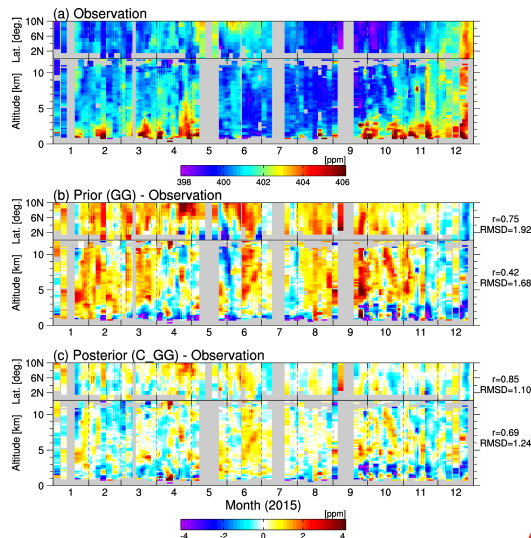 (a) Observation
Lat. [deg.]
10N
6N
2N
Altitude [km]
10
5
0
1 2 3 4 5 6 7 8 9 10 11 12
[ppm]
398 400 402 404 406
(b) Prior (GG) - Observation
Lat. [deg.]
10N
6N
2N
r=0.75
RMSD=1.92
Altitude [km]
10
5
0
r=0.42
RMSD=1.68
1 2 3 4 5 6 7 8 9 10 11 12
(c) Posterior (C_GG) - Observation
Lat. [deg.]
10N
6N
2N
r=0.85
RMSD=1.10
Altitude [km]
10
5
0
r=0.69
RMSD=1.24
1 2 3 4 5 6 7 8 9 10 11 12
Month (2015)
[ppm]
-4 -2 0 2 4